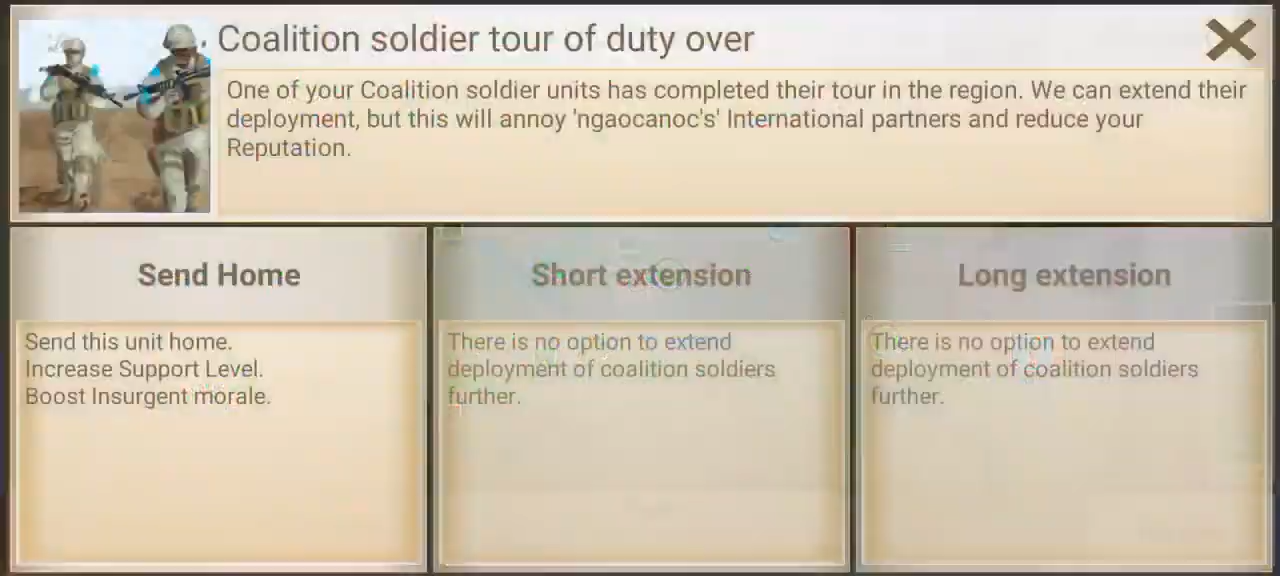 Coalition soldier tour of duty over
One of your Coalition soldier units has completed their tour in the region. We can extend their
deployment, but this will annoy 'ngaocanoc's' International partners and reduce your
Reputation.
Send Home
Send this unit home.
Increase Support Level.
Boost Insurgent morale.
Short extension
There is no option to extend
deployment of coalition soldiers
further.
Long extension
There is no option to extend
deployment of coalition soldiers
further.